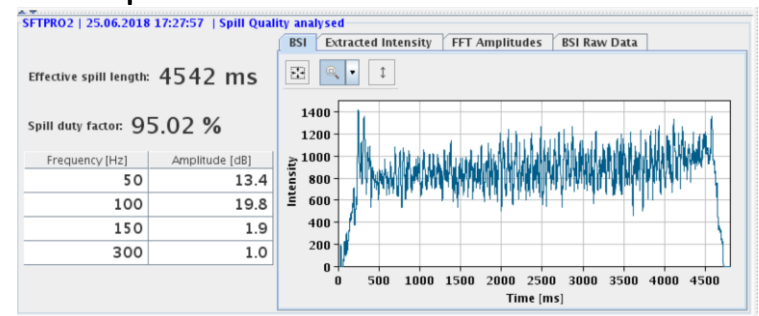 SFTPRO2 | 25.06.2018 17:27:57 | Spill Quality analysed
BSI Extracted Intensity FFT Amplitudes BSI Raw Data
Effective spill length: 4542 ms
Spill duty factor: 95.02 %
Frequency [Hz] Amplitude [dB]
50 13.4
100 19.8
150 1.9
300 1.0
Intensity
1400
1200
1000
800
600
400
200
0
0 500 1000 1500 2000 2500 3000 3500 4000 4500
Time [ms]